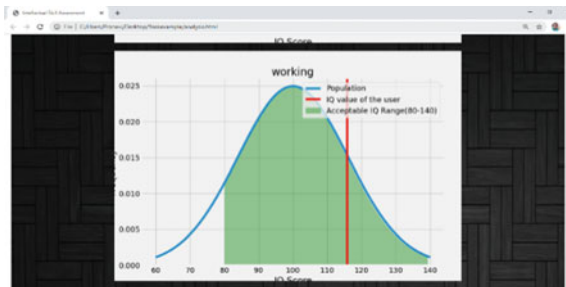 Intellectual Skill Assessment
IQ Score
working
Population
IQ value of the user
Acceptable IQ Range(80-140)
0.025
0.020
0.015
0.010
0.005
0.000
60 70 80 90 100 110 120 130 140
IQ Score